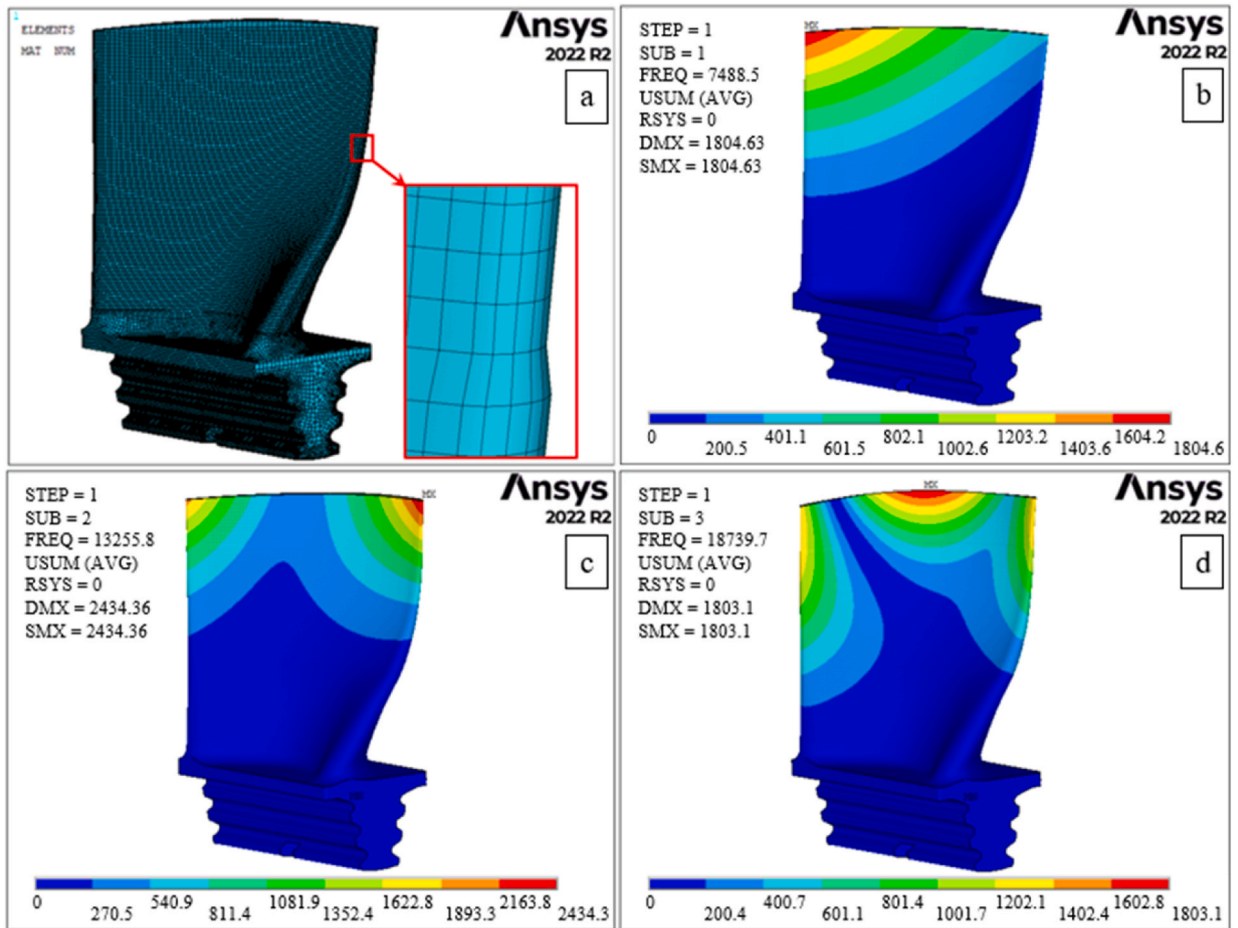 1
ELEMENTS
MAT NUM
Ansys
2022 R2
a
STEP = 1
SUB = 1
FREQ = 7488.5
USUM (AVG)
RSYS = 0
DMX = 1804.63
SMX = 1804.63
MX
Ansys
2022 R2
b
0 200.5 401.1 601.5 802.1 1002.6 1203.2 1403.6 1604.2 1804.6
STEP = 1
SUB = 2
FREQ = 13255.8
USUM (AVG)
RSYS = 0
DMX = 2434.36
SMX = 2434.36
MX
Ansys
2022 R2
c
0 270.5 540.9 811.4 1081.9 1352.4 1622.8 1893.3 2163.8 2434.3
STEP = 1
SUB = 3
FREQ = 18739.7
USUM (AVG)
RSYS = 0
DMX = 1803.1
SMX = 1803.1
MX
Ansys
2022 R2
d
0 200.4 400.7 601.1 801.4 1001.7 1202.1 1402.4 1602.8 1803.1